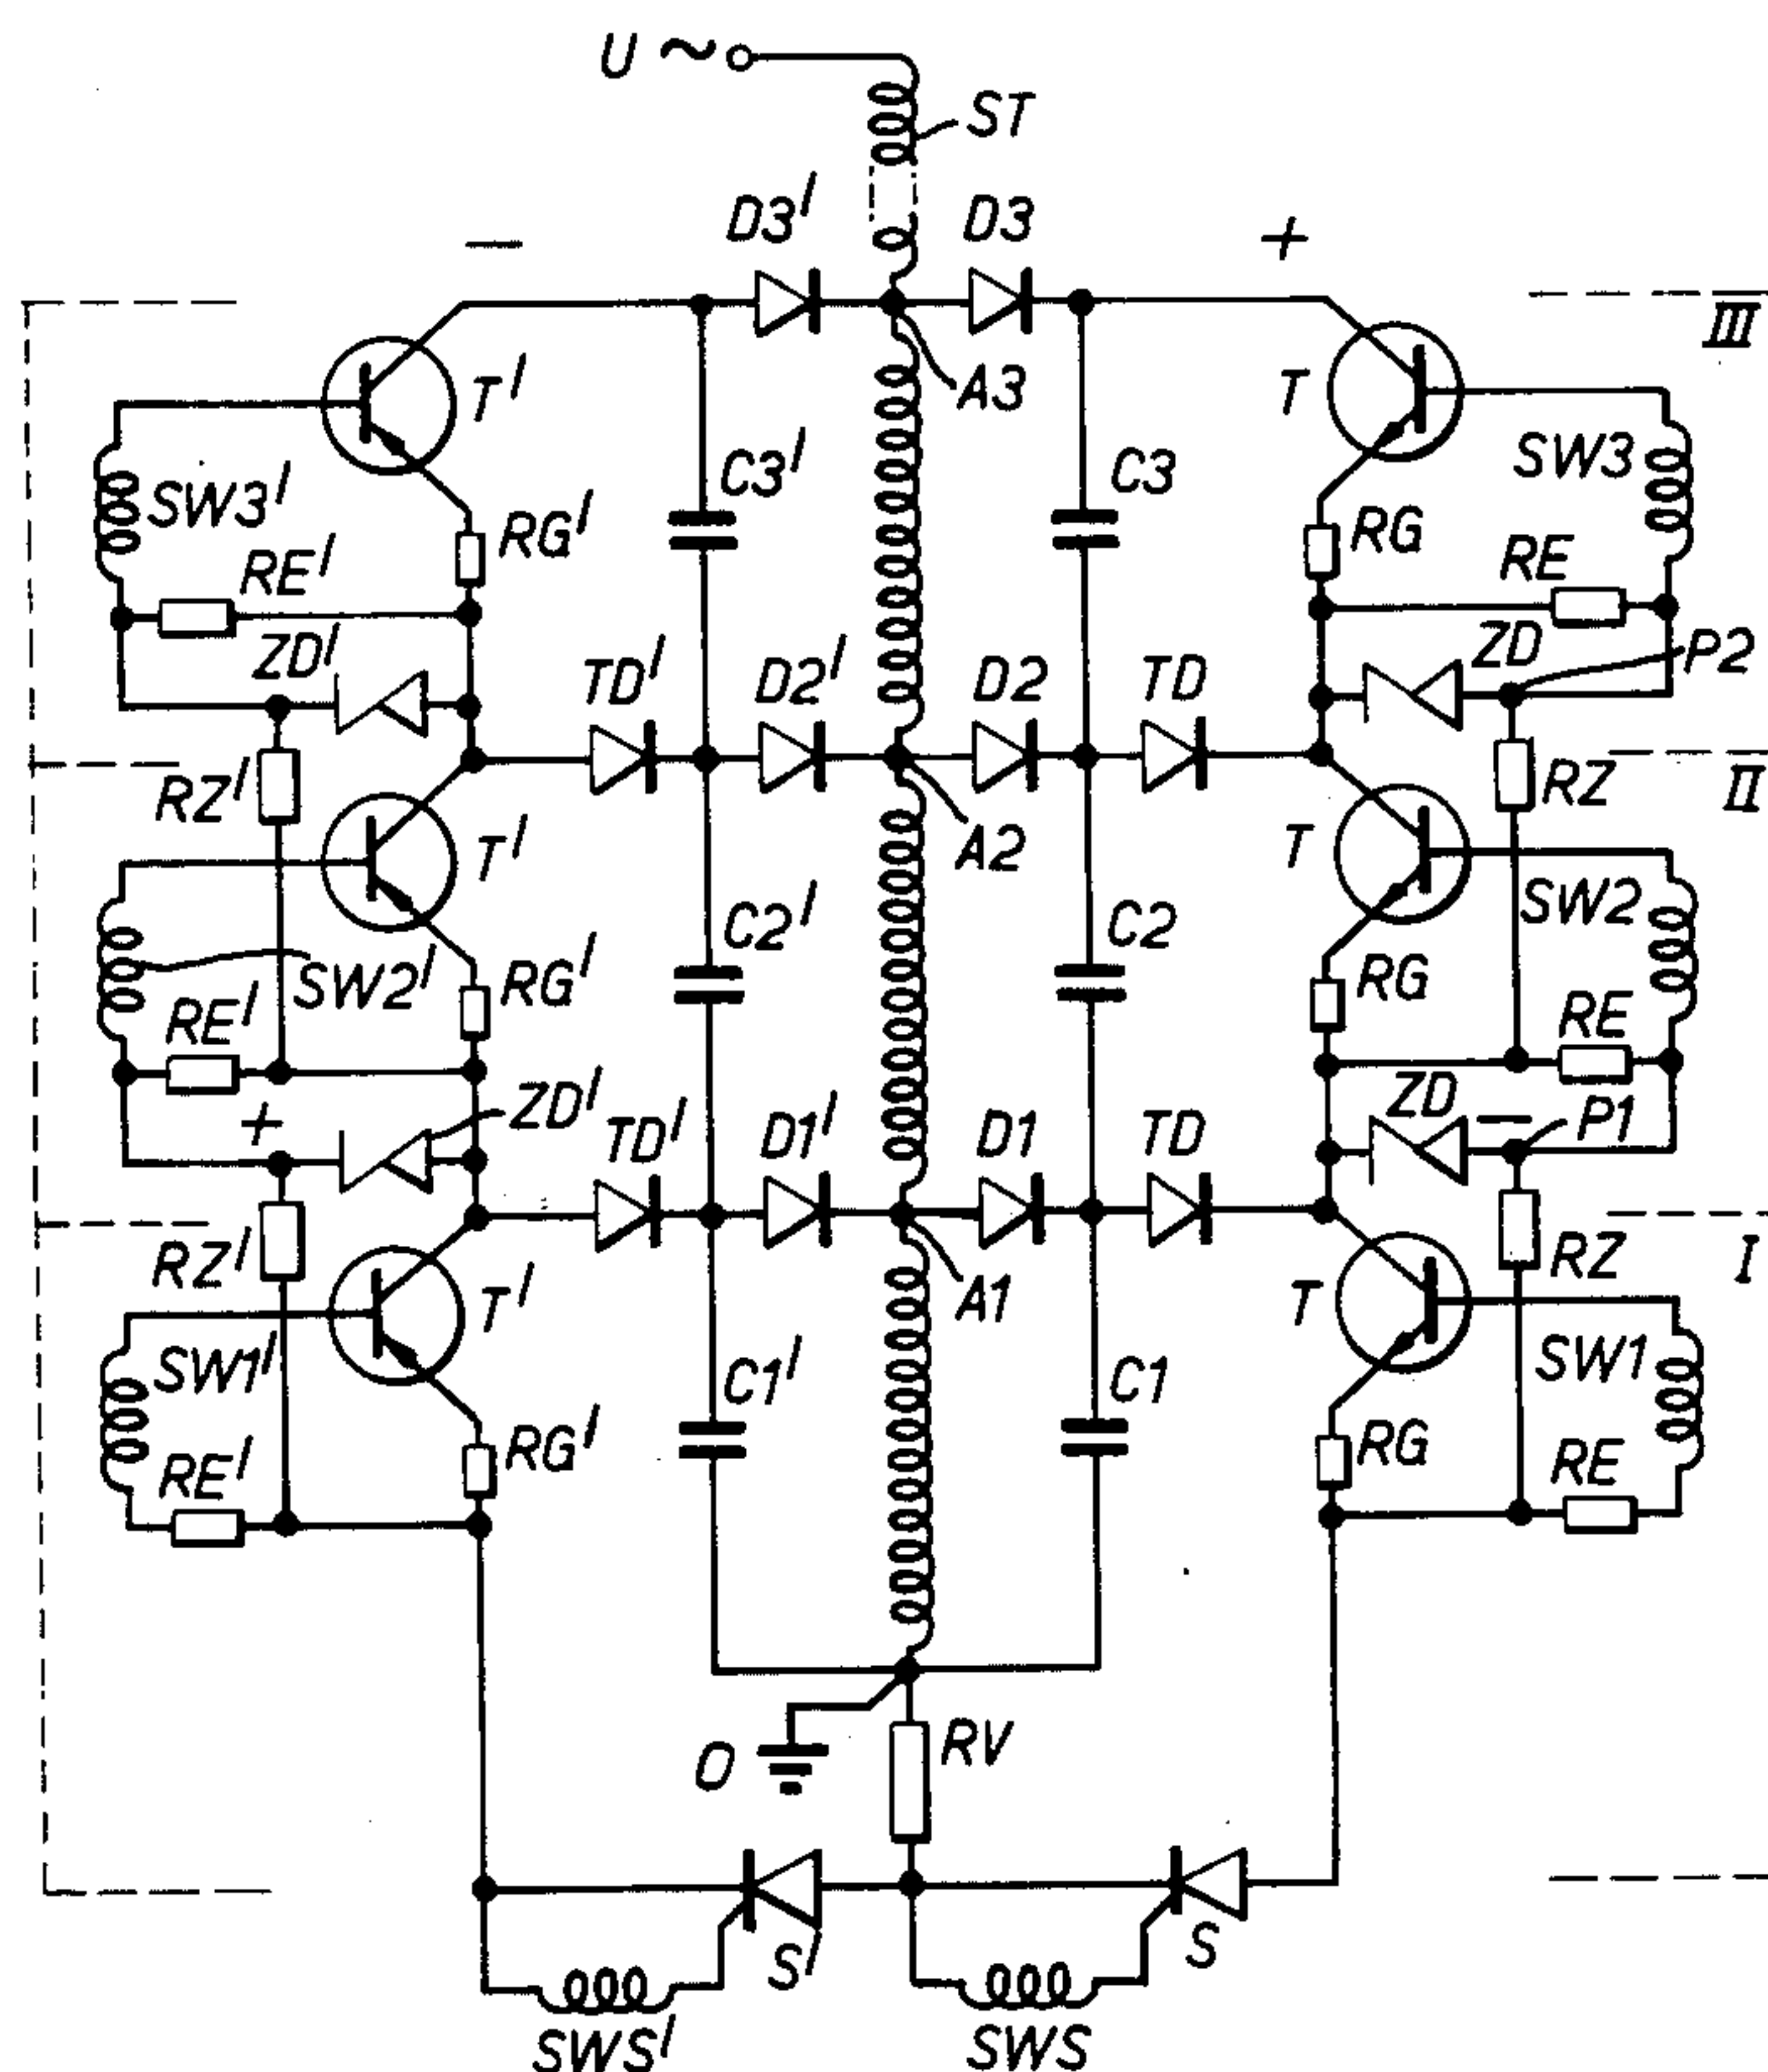 U ~
ST
D3' D3
− +
III
T' A3 T
SW3' C3' C3 SW3
RG' RG
RE' RE
ZD' ZD P2
TD' D2' D2 TD
RZ' RZ II
T' A2 T
C2' C2 SW2
SW2' RG' RG
RE' RE
+ ZD' ZD − P1
TD' D1' D1 TD
RZ' RZ I
T' A1 T
SW1' C1' C1 SW1
RG' RG
RE' RE
O RV
S' S
SWS' SWS